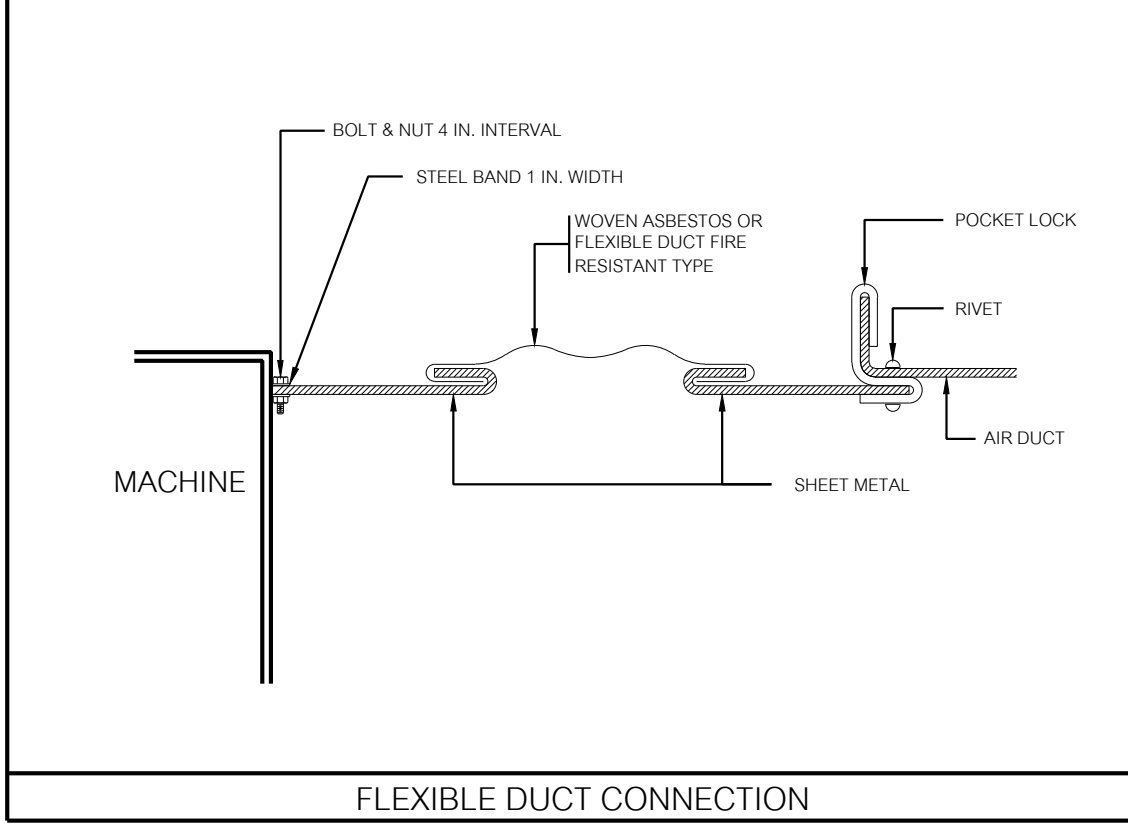 BOLT & NUT 4 IN. INTERVAL
STEEL BAND 1 IN. WIDTH
WOVEN ASBESTOS OR
FLEXIBLE DUCT FIRE
RESISTANT TYPE
POCKET LOCK
RIVET
AIR DUCT
MACHINE
SHEET METAL
FLEXIBLE DUCT CONNECTION